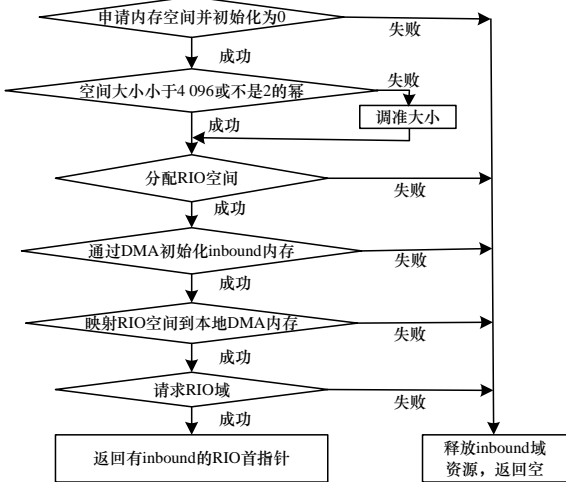 申请内存空间并初始化为0
失败
成功
空间大小小于4 096或不是2的幂
失败
调准大小
成功
分配RIO空间
失败
成功
通过DMA初始化inbound内存
失败
成功
映射RIO空间到本地DMA内存
失败
成功
请求RIO域
失败
成功
返回有inbound的RIO首指针
释放inbound域
资源，返回空